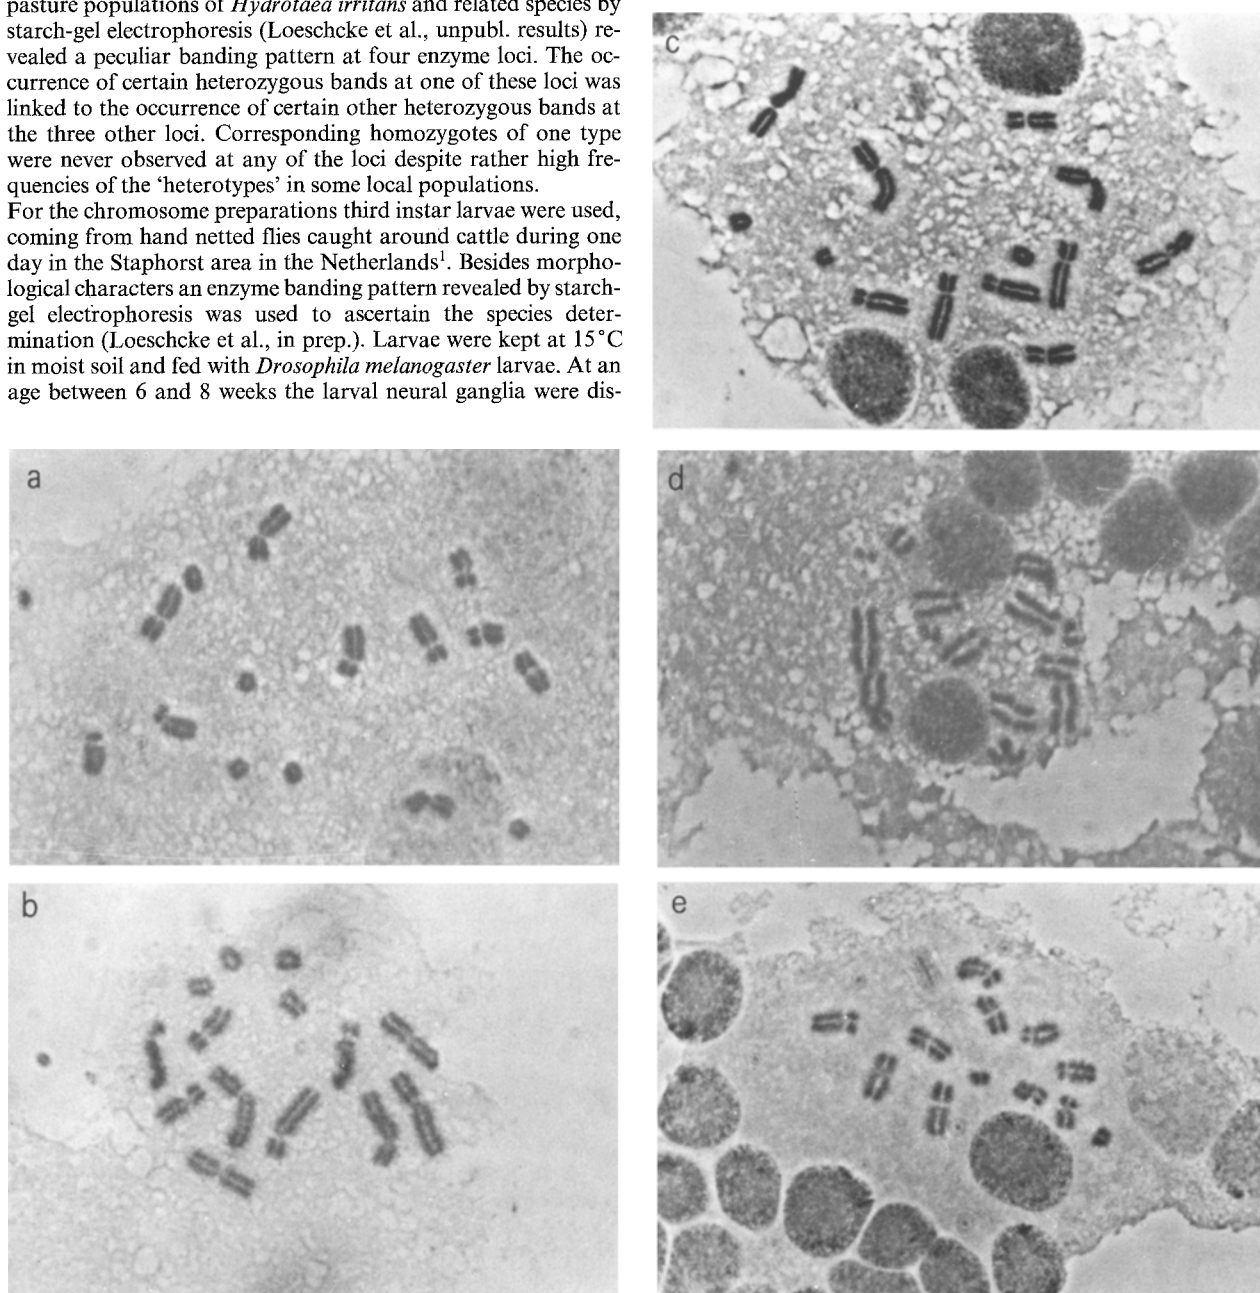 pasture populations of Hydrotaea irritans and related species by
starch-gel electrophoresis (Loeschcke et al., unpubl. results) re-
vealed a peculiar banding pattern at four enzyme loci. The oc-
currence of certain heterozygous bands at one of these loci was
linked to the occurrence of certain other heterozygous bands at
the three other loci. Corresponding homozygotes of one type
were never observed at any of the loci despite rather high fre-
quencies of the ‘heterotypes’ in some local populations.
For the chromosome preparations third instar larvae were used,
coming from hand netted flies caught around cattle during one
day in the Staphorst area in the Netherlands¹. Besides morpho-
logical characters an enzyme banding pattern revealed by starch-
gel electrophoresis was used to ascertain the species deter-
mination (Loeschcke et al., in prep.). Larvae were kept at 15°C
in moist soil and fed with Drosophila melanogaster larvae. At an
age between 6 and 8 weeks the larval neural ganglia were dis-
c
a
d
b
e